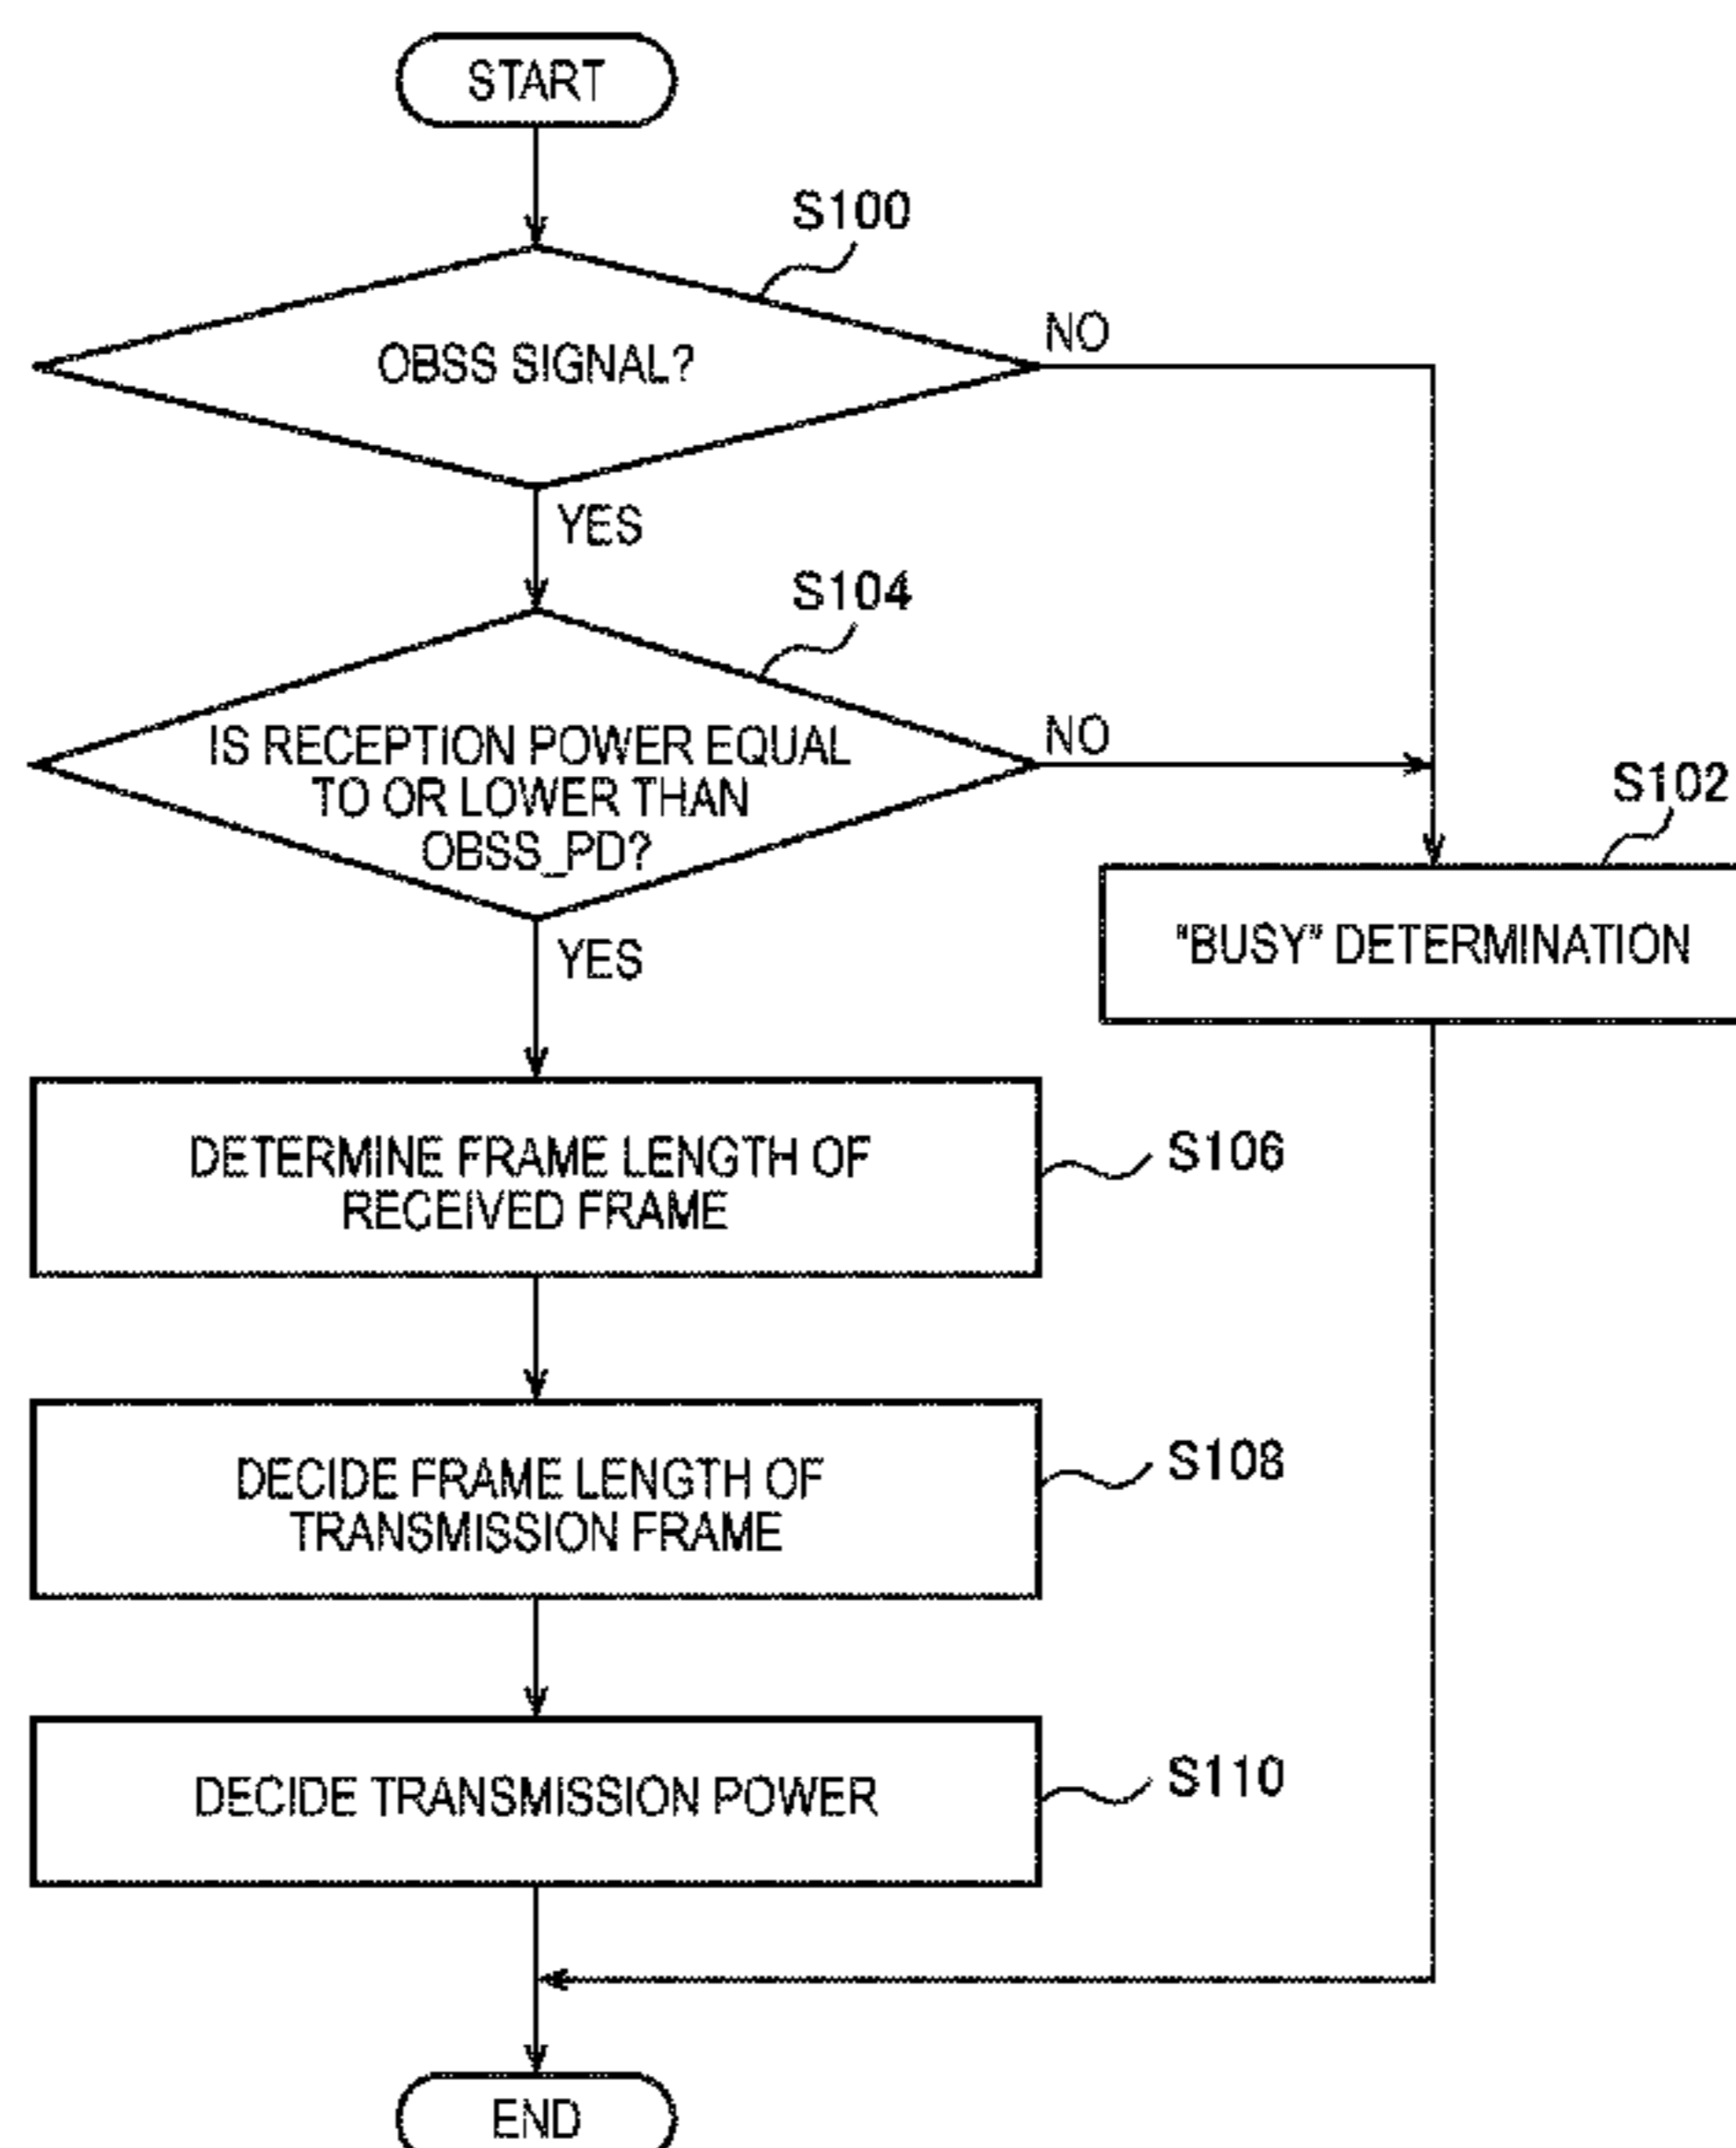 START
S100
OBSS SIGNAL?
NO
YES
S104
IS RECEPTION POWER EQUAL
TO OR LOWER THAN
OBSS_PD?
NO
S102
"BUSY" DETERMINATION
YES
DETERMINE FRAME LENGTH OF
RECEIVED FRAME
S106
DECIDE FRAME LENGTH OF
TRANSMISSION FRAME
S108
DECIDE TRANSMISSION POWER
S110
END